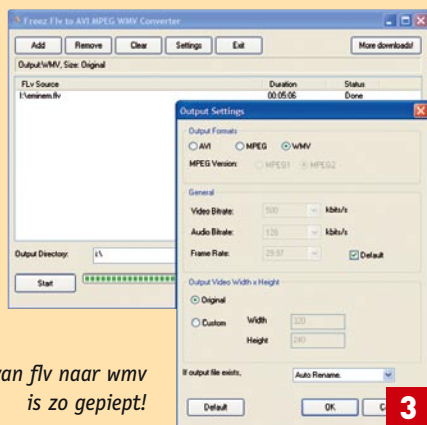 Freez Flv to AVI MPEG WMV Converter
Add Remove Clear Settings Exit More downloads!
Output:WMV, Size: Original
FLv Source Duration Status
I:\eminem.flv 00:05:06 Done
Output Settings
Output Formats
AVI MPEG WMV
MPEG Version: MPEG1 MPEG2
General
Video Bitrate: 500 kbits/s
Audio Bitrate: 128 kbits/s
Frame Rate: 29.97 Default
Output Directory:
Output Video Width x Height
Start
Original
Custom Width 320
Height 240
If output file exists, Auto Rename.
Default OK
van flv naar wmv
is zo gepiept!
3